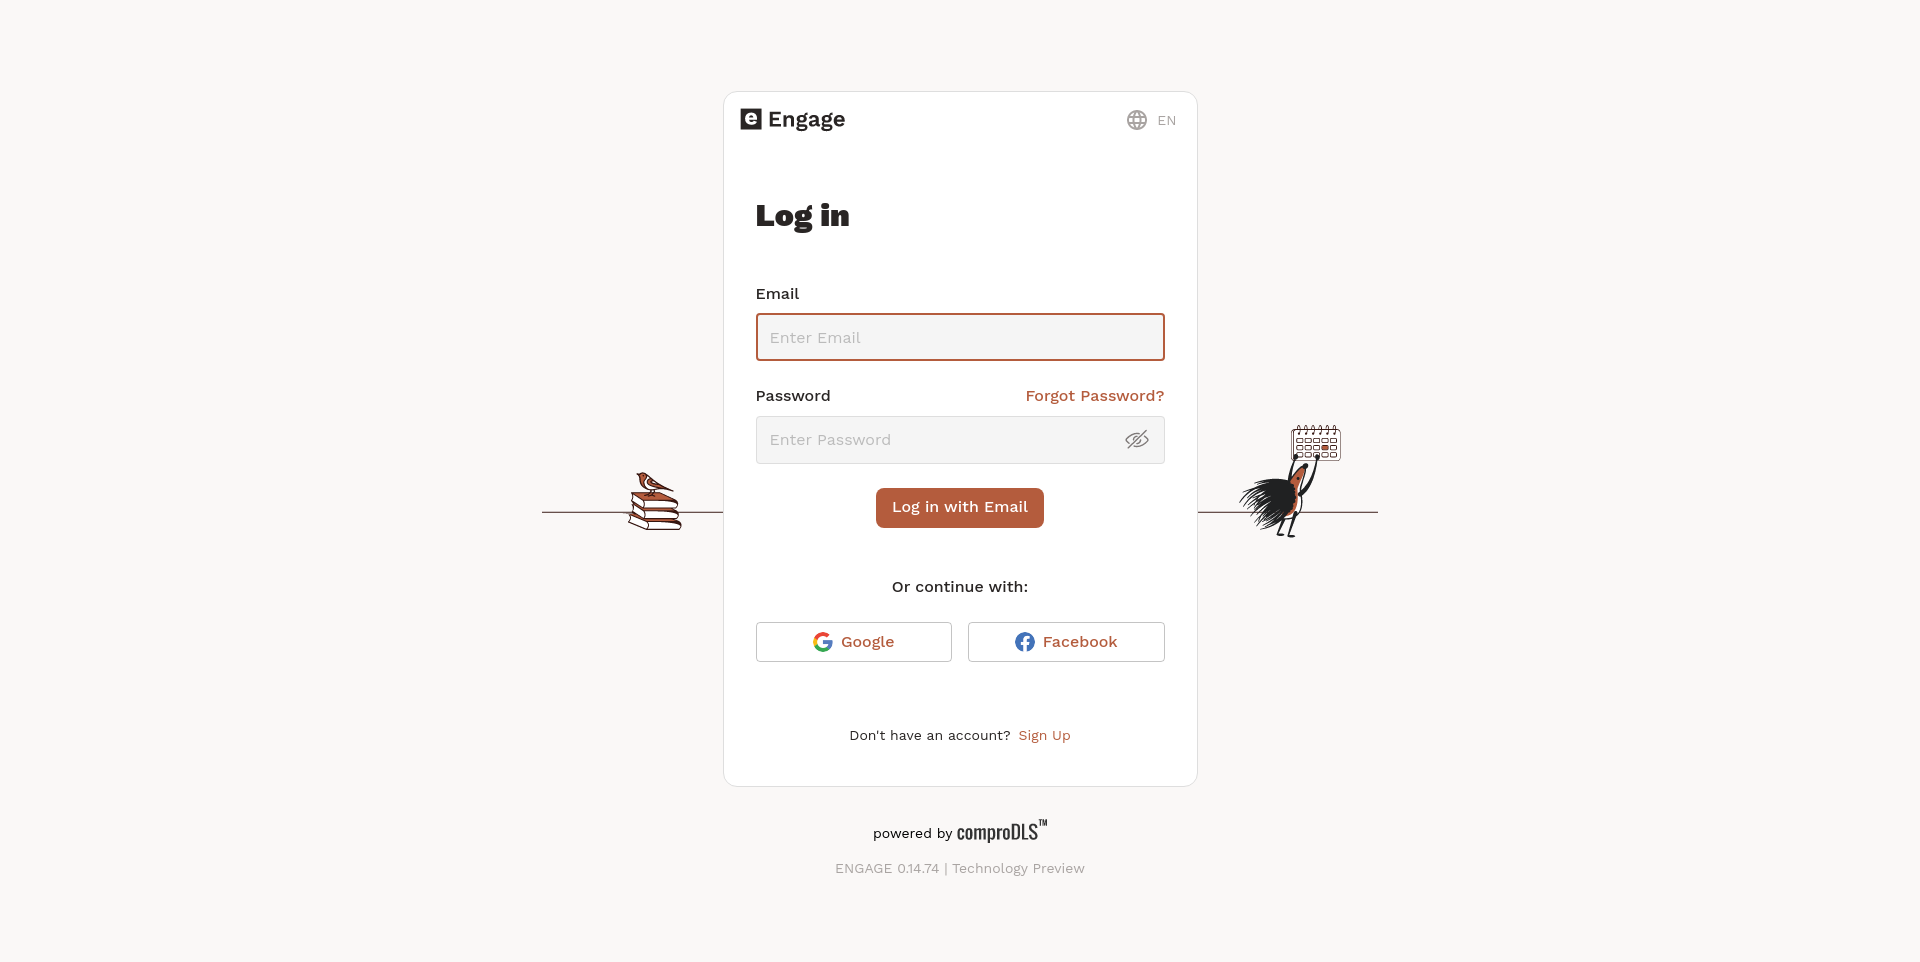 e Engage
EN
Log in
Email
Enter Email
Password
Forgot Password?
Enter Password
Log in with Email
Or continue with:
Google
Facebook
Don't have an account? Sign Up
powered by comproDLS™
ENGAGE 0.14.74 | Technology Preview